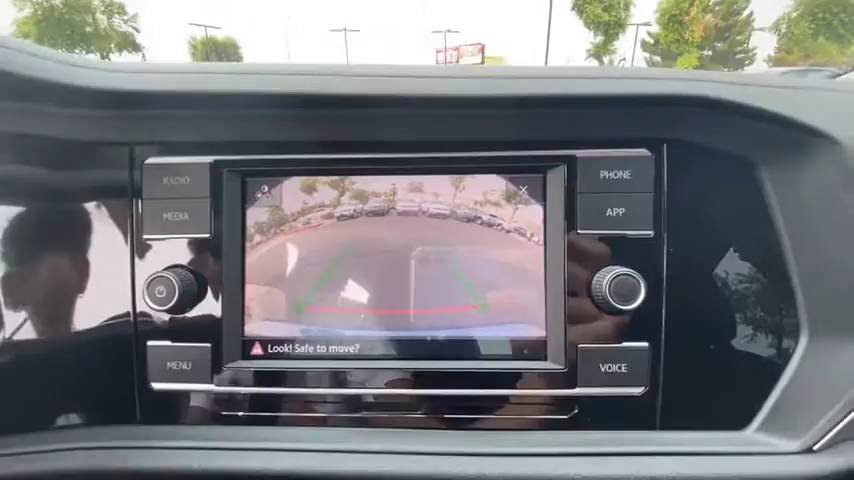 RADIO
MEDIA
MENU
Look! Safe to move?
PHONE
APP
VOICE